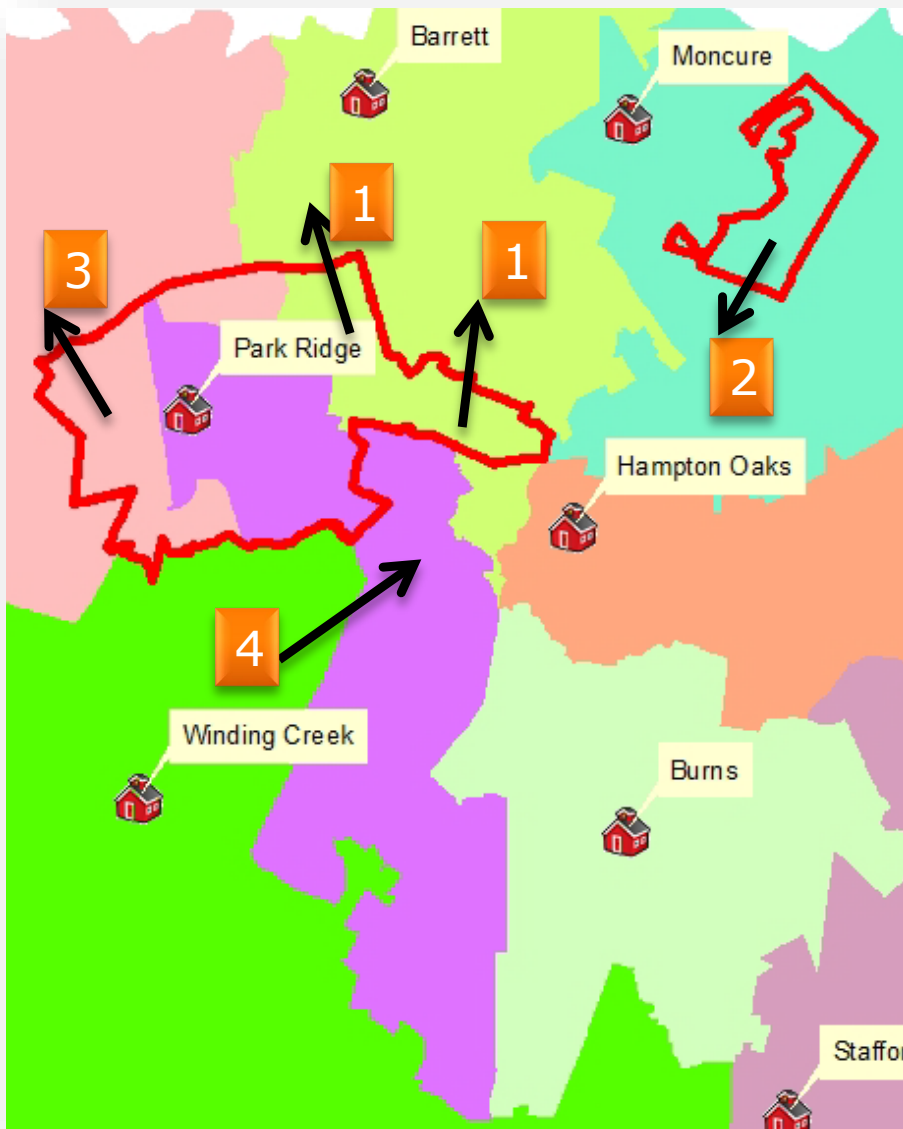 Barrett
Moncure
1
1
3
Park Ridge
2
Hampton Oaks
4
Winding Creek
Burns
Staffor